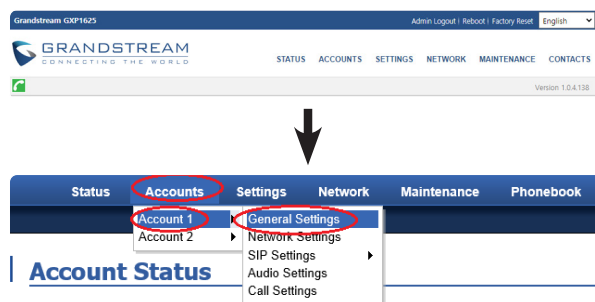 Grandstream GXP1625
Admin Logout | Reboot | Factory Reset English
GRANDSTREAM
CONNECTING THE WORLD
STATUS ACCOUNTS SETTINGS NETWORK MAINTENANCE CONTACTS
Version 1.0.4.138
Status Accounts Settings Network Maintenance Phonebook
Account 1 General Settings
Account 2 Network Settings
SIP Settings
Audio Settings
Call Settings
Account Status